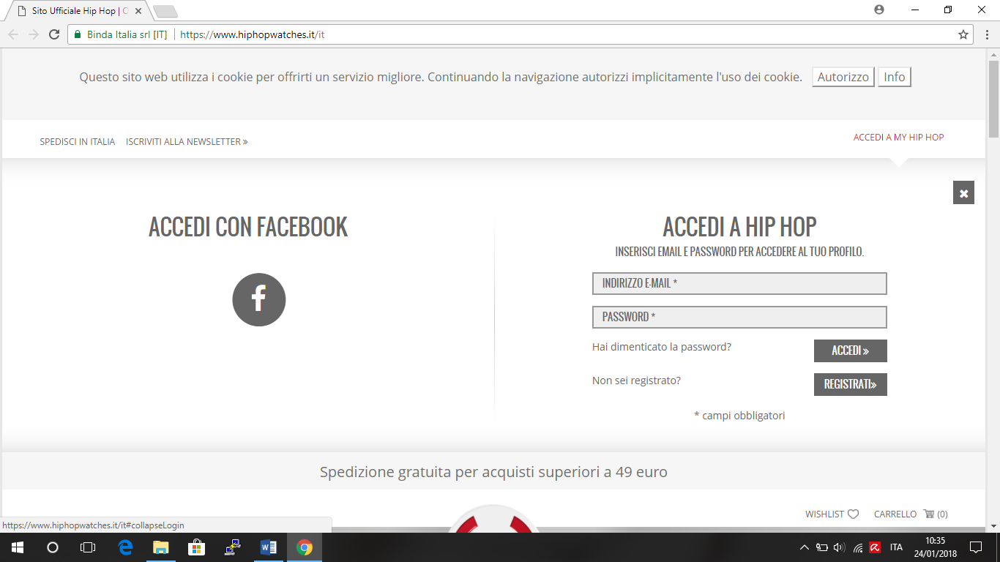 Sito Ufficiale Hip Hop | O
Binda Italia srl [IT] https://www.hiphopwatches.it/it
Questo sito web utilizza i cookie per offrirti un servizio migliore. Continuando la navigazione autorizzi implicitamente l'uso dei cookie. Autorizzo Info
SPEDISCI IN ITALIA ISCRIVITI ALLA NEWSLETTER »
ACCEDI A MY HIP HOP
ACCEDI CON FACEBOOK
f
ACCEDI A HIP HOP
INSERISCI EMAIL E PASSWORD PER ACCEDERE AL TUO PROFILO.
INDIRIZZO E-MAIL *
PASSWORD *
Hai dimenticato la password? ACCEDI »
Non sei registrato? REGISTRATI»
* campi obbligatori
Spedizione gratuita per acquisti superiori a 49 euro
WISHLIST CARRELLO (0)
https://www.hiphopwatches.it/it#collapseLogin
ITA
10:35
24/01/2018